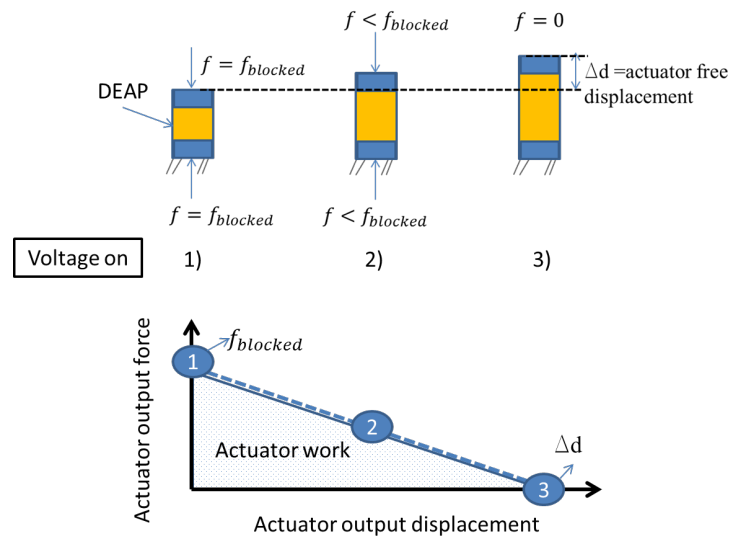 f < f_blocked
f = 0
f = f_blocked
DEAP
Δd =actuator free
displacement
f = f_blocked
f < f_blocked
Voltage on
1)
2)
3)
Actuator output force
f_blocked
1
2
Actuator work
Δd
3
Actuator output displacement